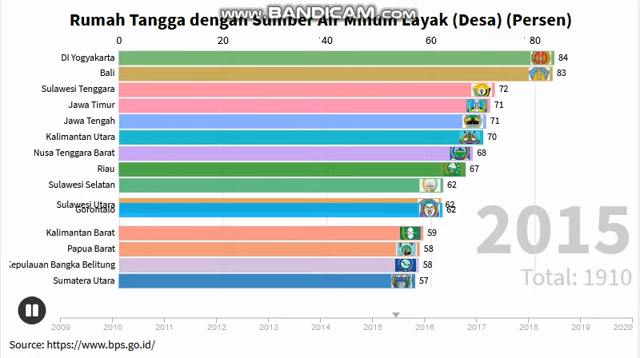 www.BANDICAM.com
Rumah Tangga dengan Sumber Air Minum Layak (Desa) (Persen)
0 20 40 60 80
DI Yogyakarta 84
Bali 83
Sulawesi Tenggara 72
Jawa Timur 71
Jawa Tengah 71
Kalimantan Utara 70
Nusa Tenggara Barat 68
Riau 67
Sulawesi Selatan 62
Sulawesi Utara 62
Gorontalo 62
Kalimantan Barat 59
Papua Barat 58
Kepulauan Bangka Belitung 58
Sumatera Utara 57
2015
Total: 1910
2009 2010 2011 2012 2013 2014 2015 2016 2017 2018 2019 2020
Source: https://www.bps.go.id/